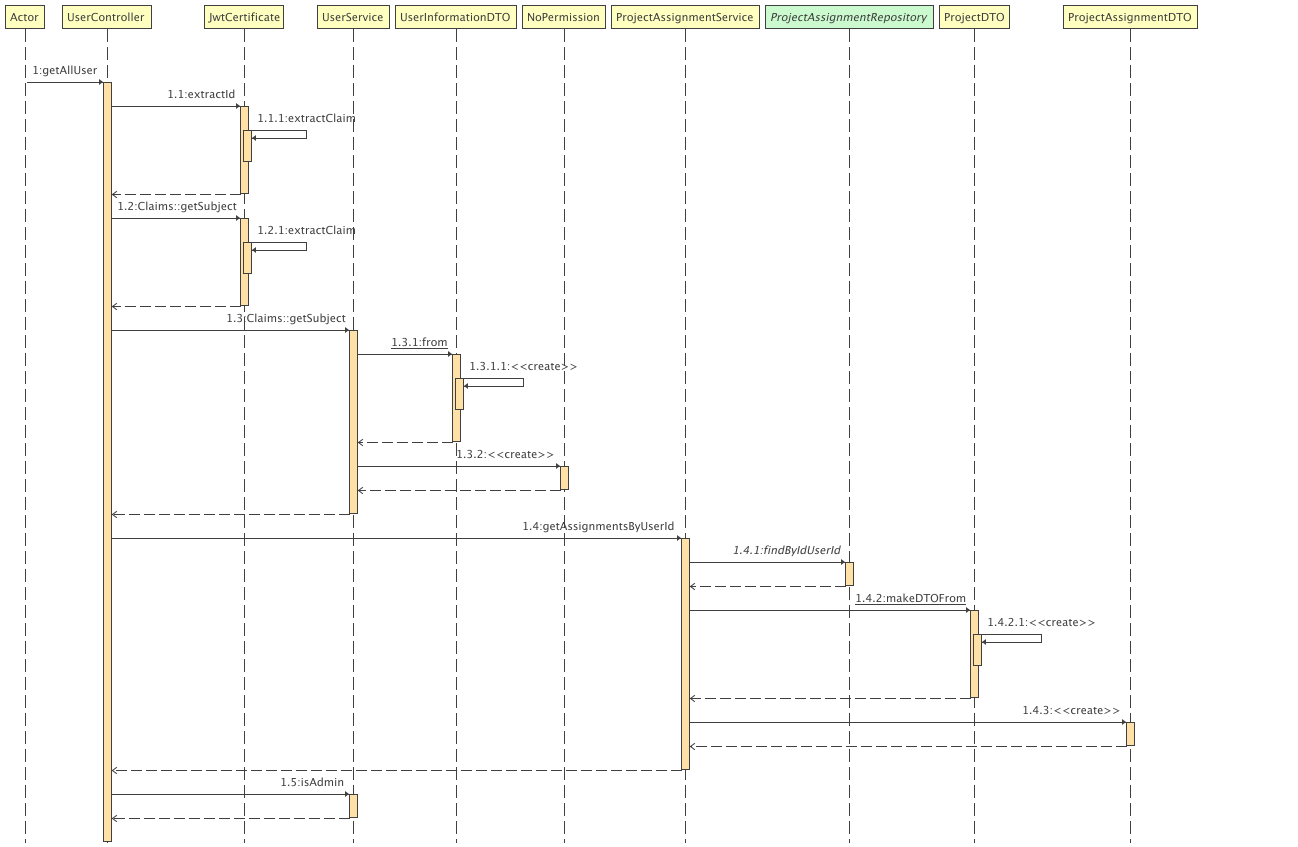 Actor UserController JwtCertificate UserService UserInformationDTO NoPermission ProjectAssignmentService ProjectAssignmentRepository ProjectDTO ProjectAssignmentDTO
1:getAllUser
1.1:extractId
1.1.1:extractClaim
1.2:Claims::getSubject
1.2.1:extractClaim
1.3:Claims::getSubject
1.3.1:from
1.3.1.1:<<create>>
1.3.2:<<create>>
1.4:getAssignmentsByUserId
1.4.1:findByIdUserId
1.4.2:makeDTOFrom
1.4.2.1:<<create>>
1.4.3:<<create>>
1.5:isAdmin